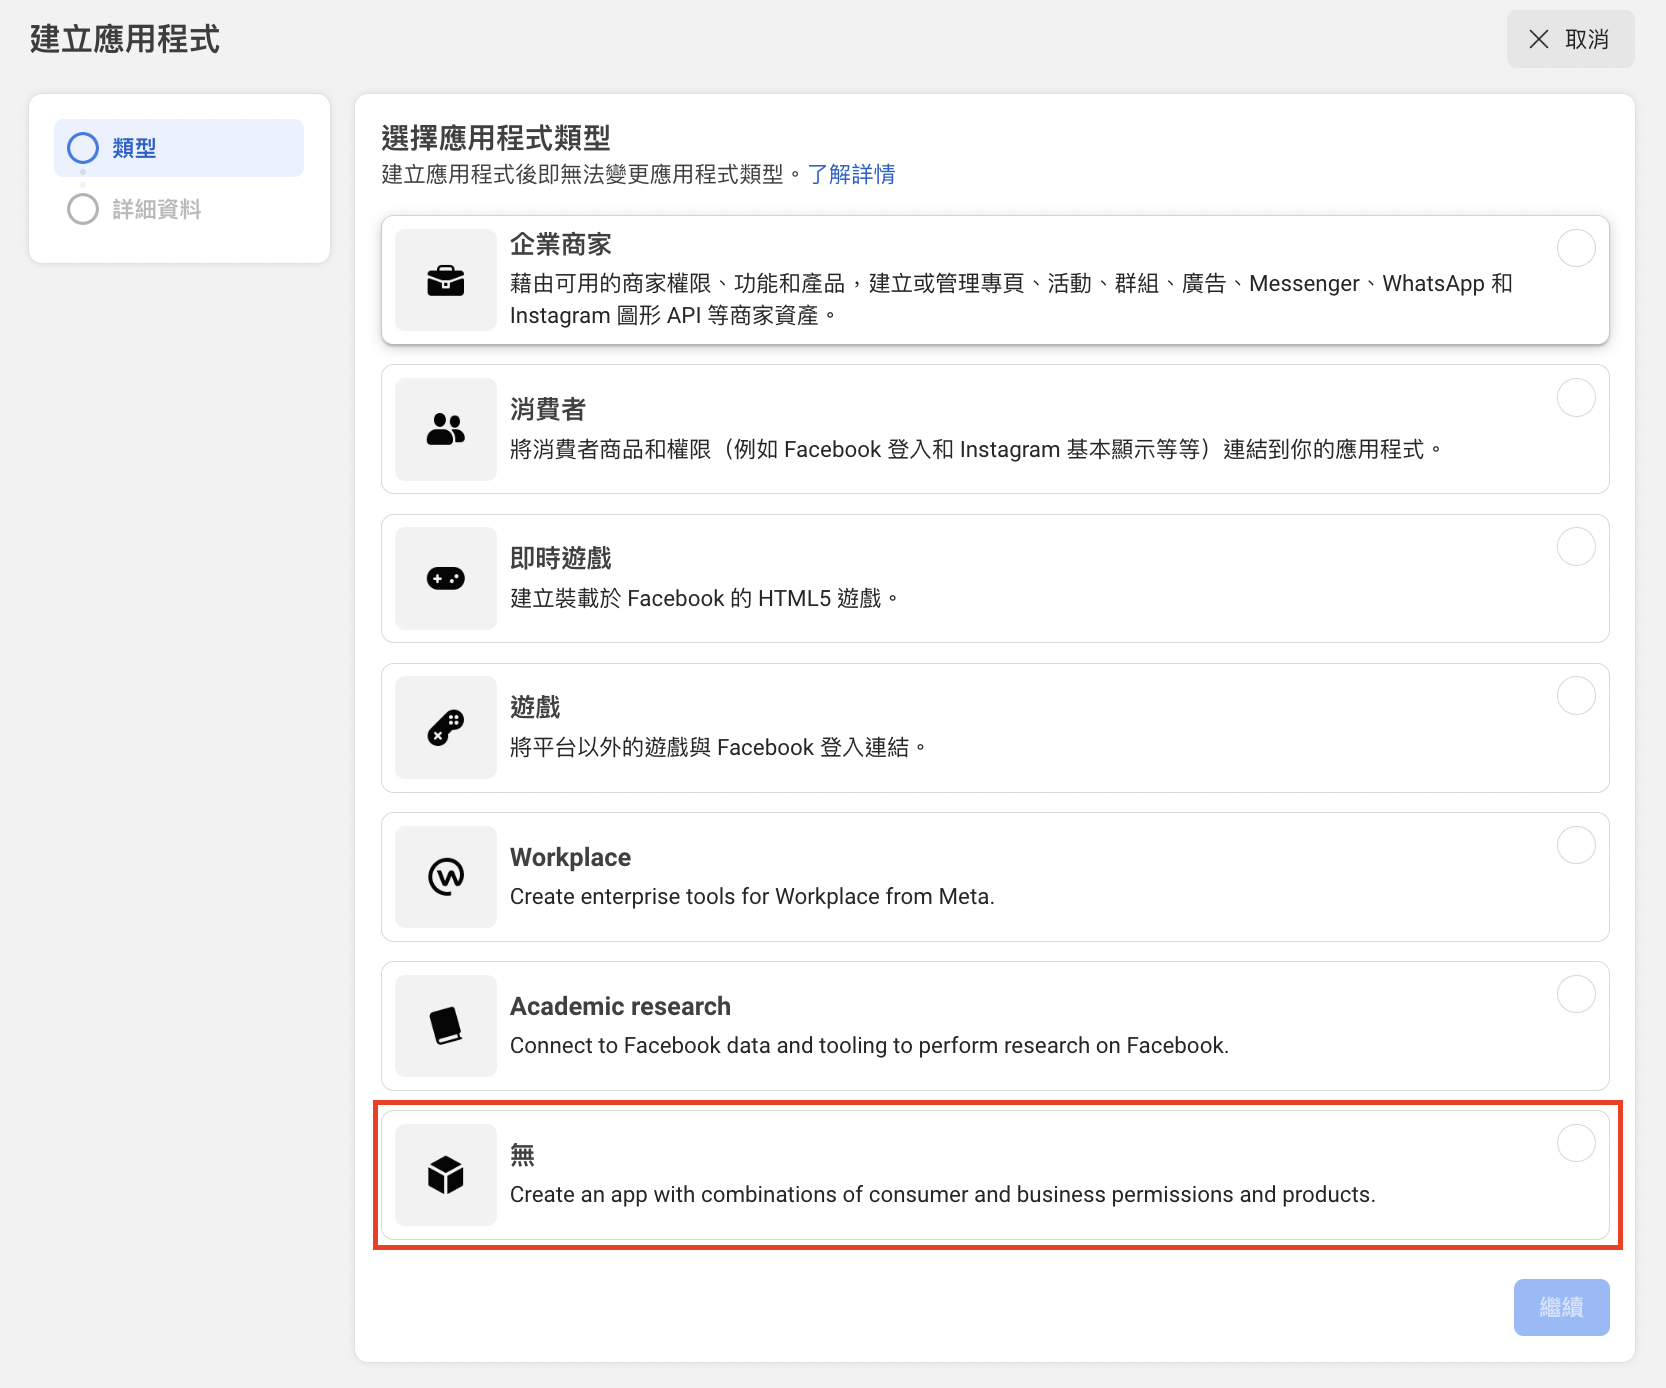 建立應用程式
取消
類型
詳細資料
選擇應用程式類型
建立應用程式後即無法變更應用程式類型。了解詳情
企業商家
藉由可用的商家權限、功能和產品，建立或管理專頁、活動、群組、廣告、Messenger、WhatsApp 和
Instagram 圖形 API 等商家資產。
消費者
將消費者商品和權限（例如 Facebook 登入和 Instagram 基本顯示等等）連結到你的應用程式。
即時遊戲
建立裝載於 Facebook 的 HTML5 遊戲。
遊戲
將平台以外的遊戲與 Facebook 登入連結。
Workplace
Create enterprise tools for Workplace from Meta.
Academic research
Connect to Facebook data and tooling to perform research on Facebook.
無
Create an app with combinations of consumer and business permissions and products.
繼續